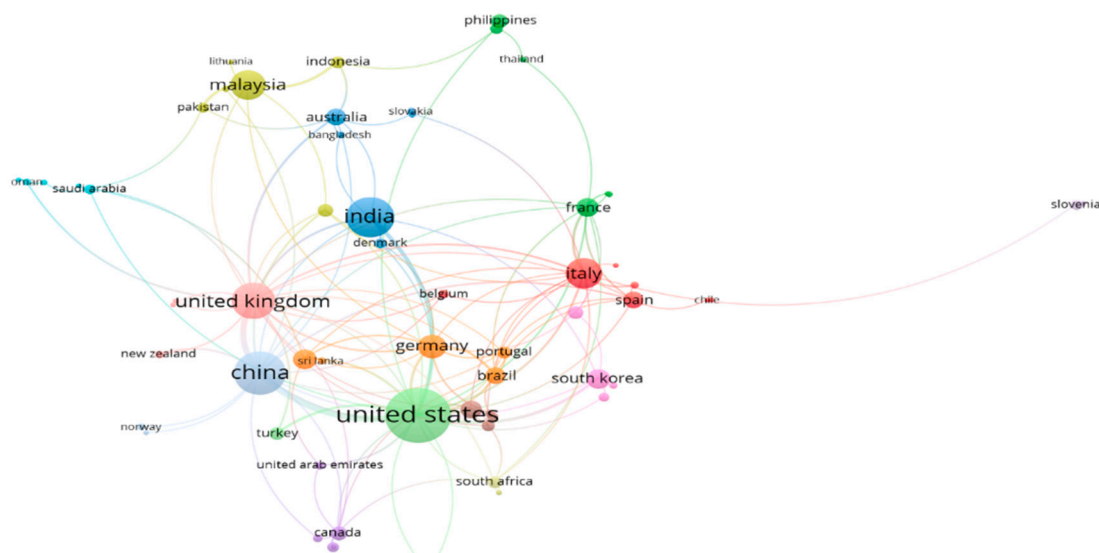 philippines
lithuania
indonesia
thailand
malaysia
pakistan
australia
slovakia
bangladesh
oman
saudi arabia
india
france
slovenia
denmark
italy
belgium
united kingdom
spain
chile
new zealand
sri lanka
germany
portugal
china
brazil
south korea
united states
norway
turkey
united arab emirates
south africa
canada